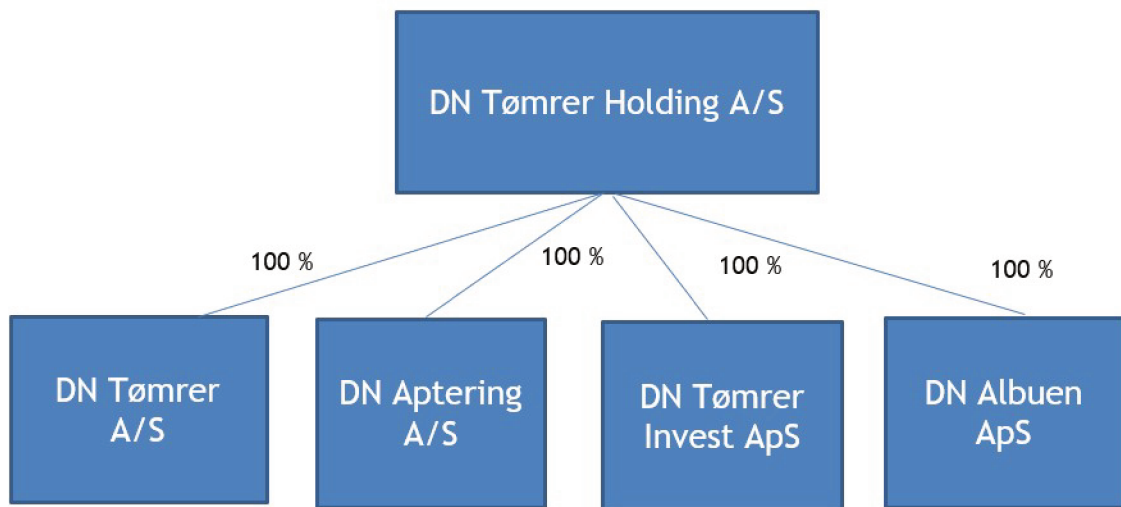 DN Tømrer Holding A/S
100 %
100 %
100 %
100 %
DN Tømrer
A/S
DN Aptering
A/S
DN Tømrer
Invest ApS
DN Albuen
ApS